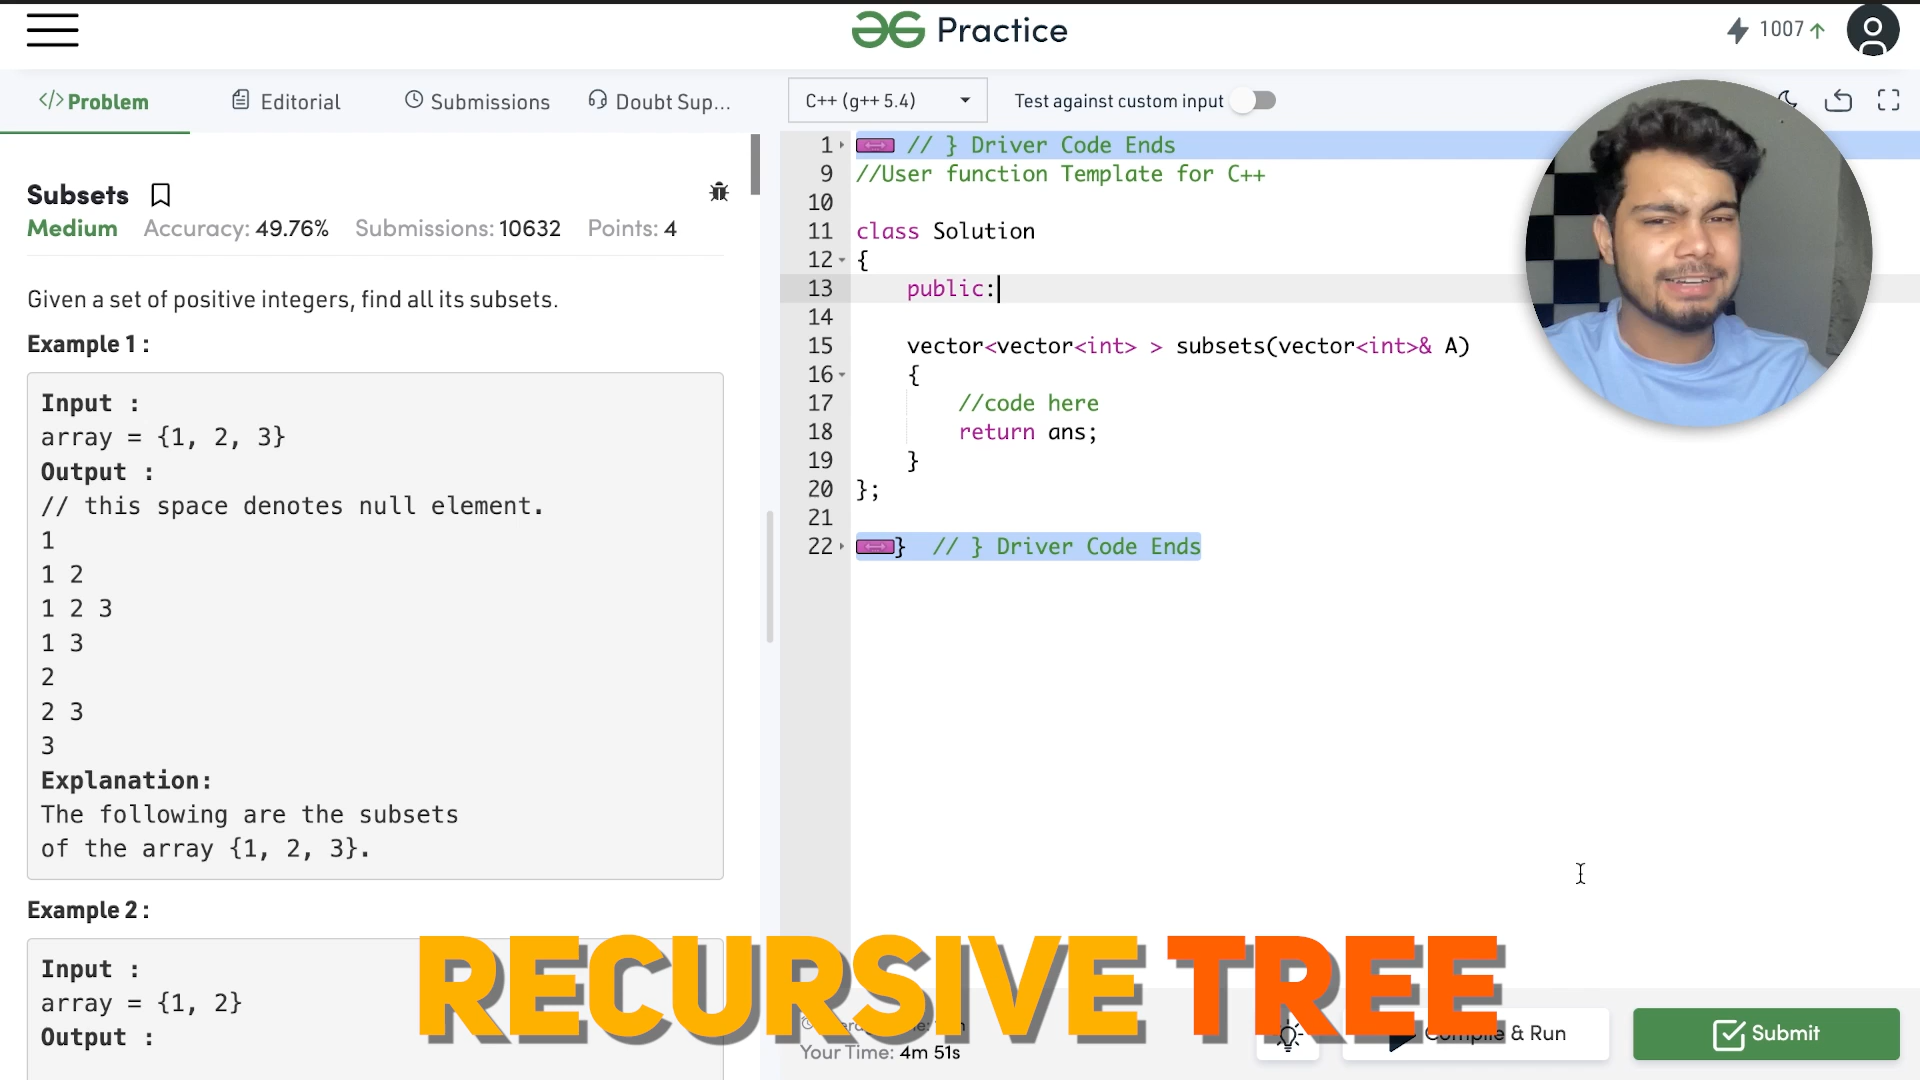 Practice
1007
Problem
Editorial
Submissions
Doubt Sup...
C++ (g++ 5.4)
Test against custom input
Subsets
Medium Accuracy: 49.76% Submissions: 10632 Points: 4
Given a set of positive integers, find all its subsets.
Example 1 :
Input :
array = {1, 2, 3}
Output :
// this space denotes null element.
1
1 2
1 2 3
1 3
2
2 3
3
Explanation:
The following are the subsets
of the array {1, 2, 3}.
Example 2 :
Input :
array = {1, 2}
Output :
1 // } Driver Code Ends
9 //User function Template for C++
10
11 class Solution
12 {
13 public:
14
15 vector<vector<int> > subsets(vector<int>& A)
16 {
17 //code here
18 return ans;
19 }
20 };
21
22 } // } Driver Code Ends
RECURSIVE TREE
Your Time: 4m 51s
& Run
Submit